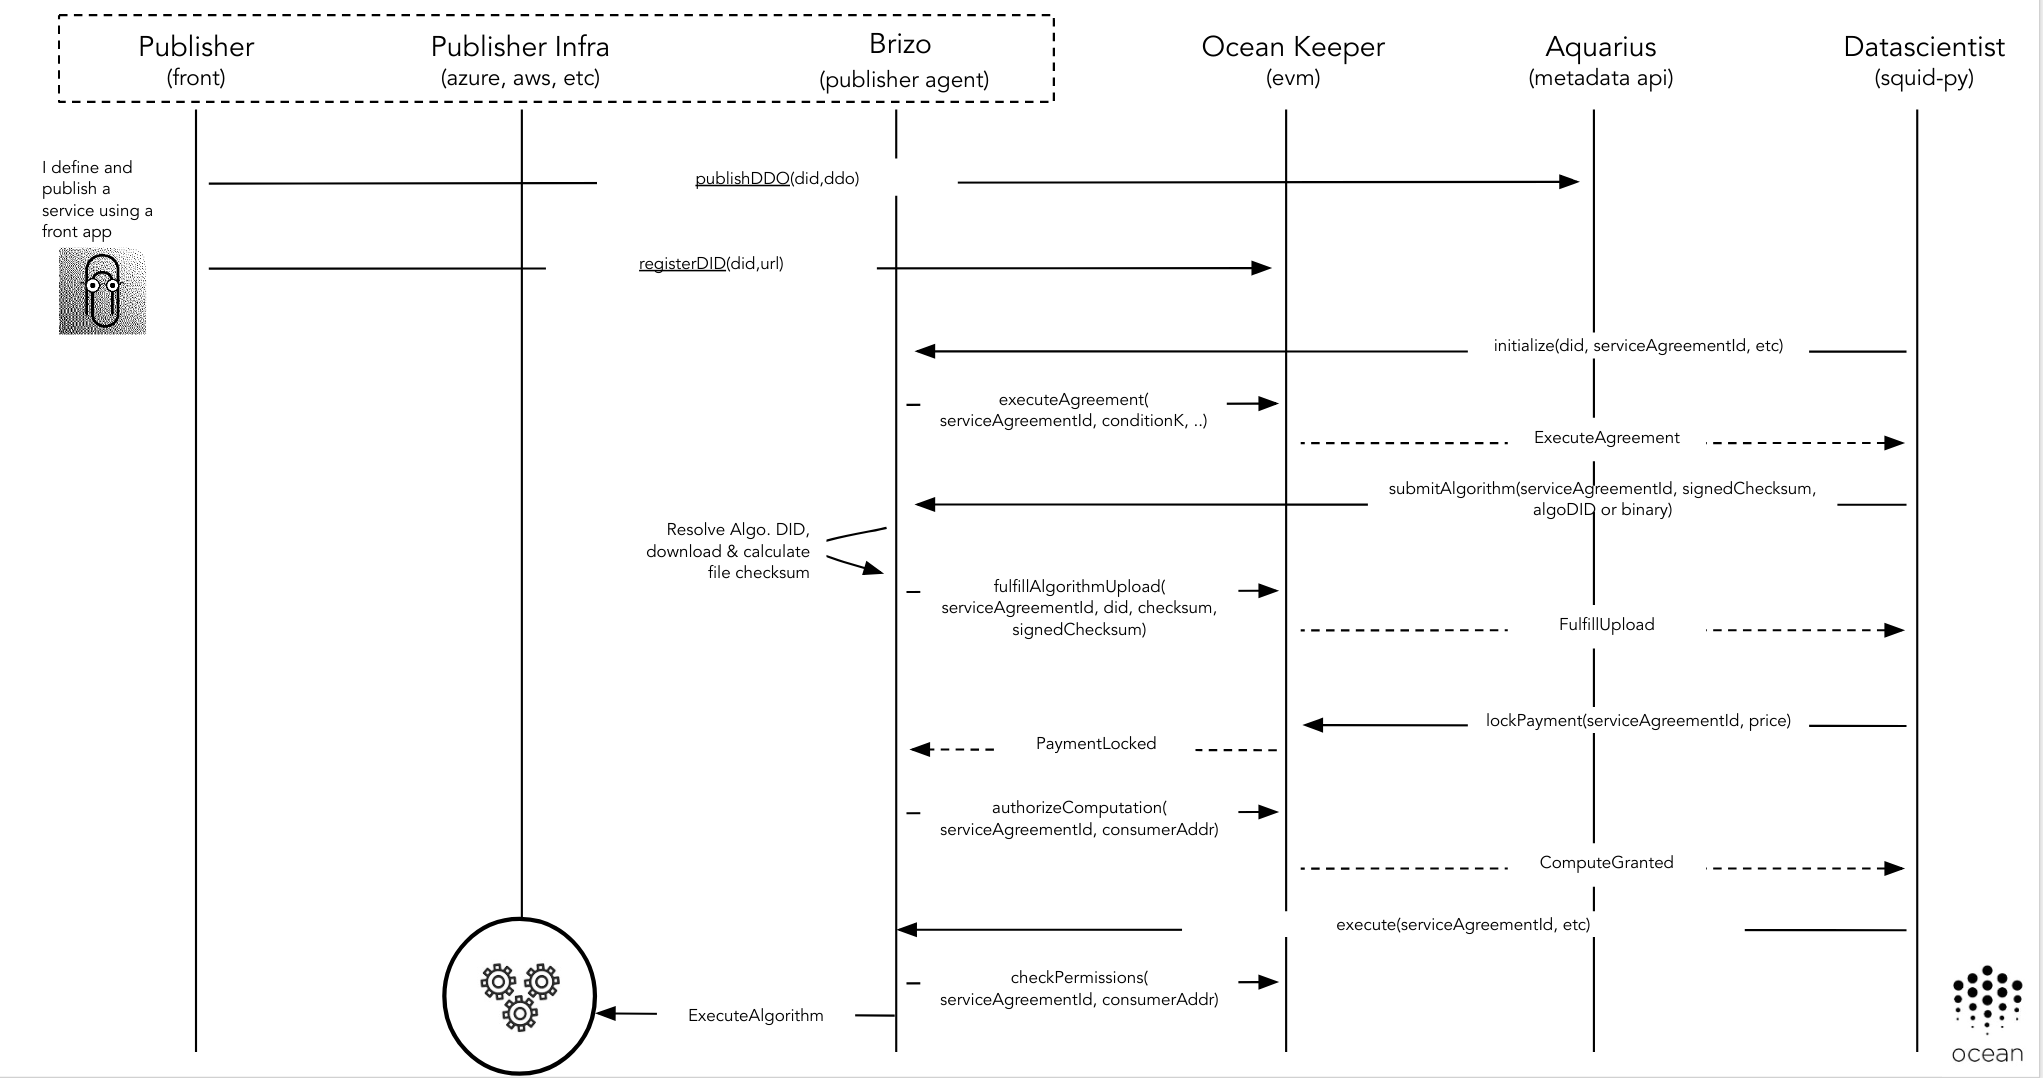 Publisher
(front)
Publisher Infra
(azure, aws, etc)
Brizo
(publisher agent)
Ocean Keeper
(evm)
Aquarius
(metadata api)
Datascientist
(squid-py)
I define and
publish a
service using a
front app
publishDDO(did,ddo)
registerDID(did,url)
initialize(did, serviceAgreementId, etc)
executeAgreement(
serviceAgreementId, conditionK, ..)
ExecuteAgreement
submitAlgorithm(serviceAgreementId, signedChecksum,
algoDID or binary)
Resolve Algo. DID,
download & calculate
file checksum
fulfillAlgorithmUpload(
serviceAgreementId, did, checksum,
signedChecksum)
FulfillUpload
lockPayment(serviceAgreementId, price)
PaymentLocked
authorizeComputation(
serviceAgreementId, consumerAddr)
ComputeGranted
execute(serviceAgreementId, etc)
checkPermissions(
serviceAgreementId, consumerAddr)
ExecuteAlgorithm
ocean